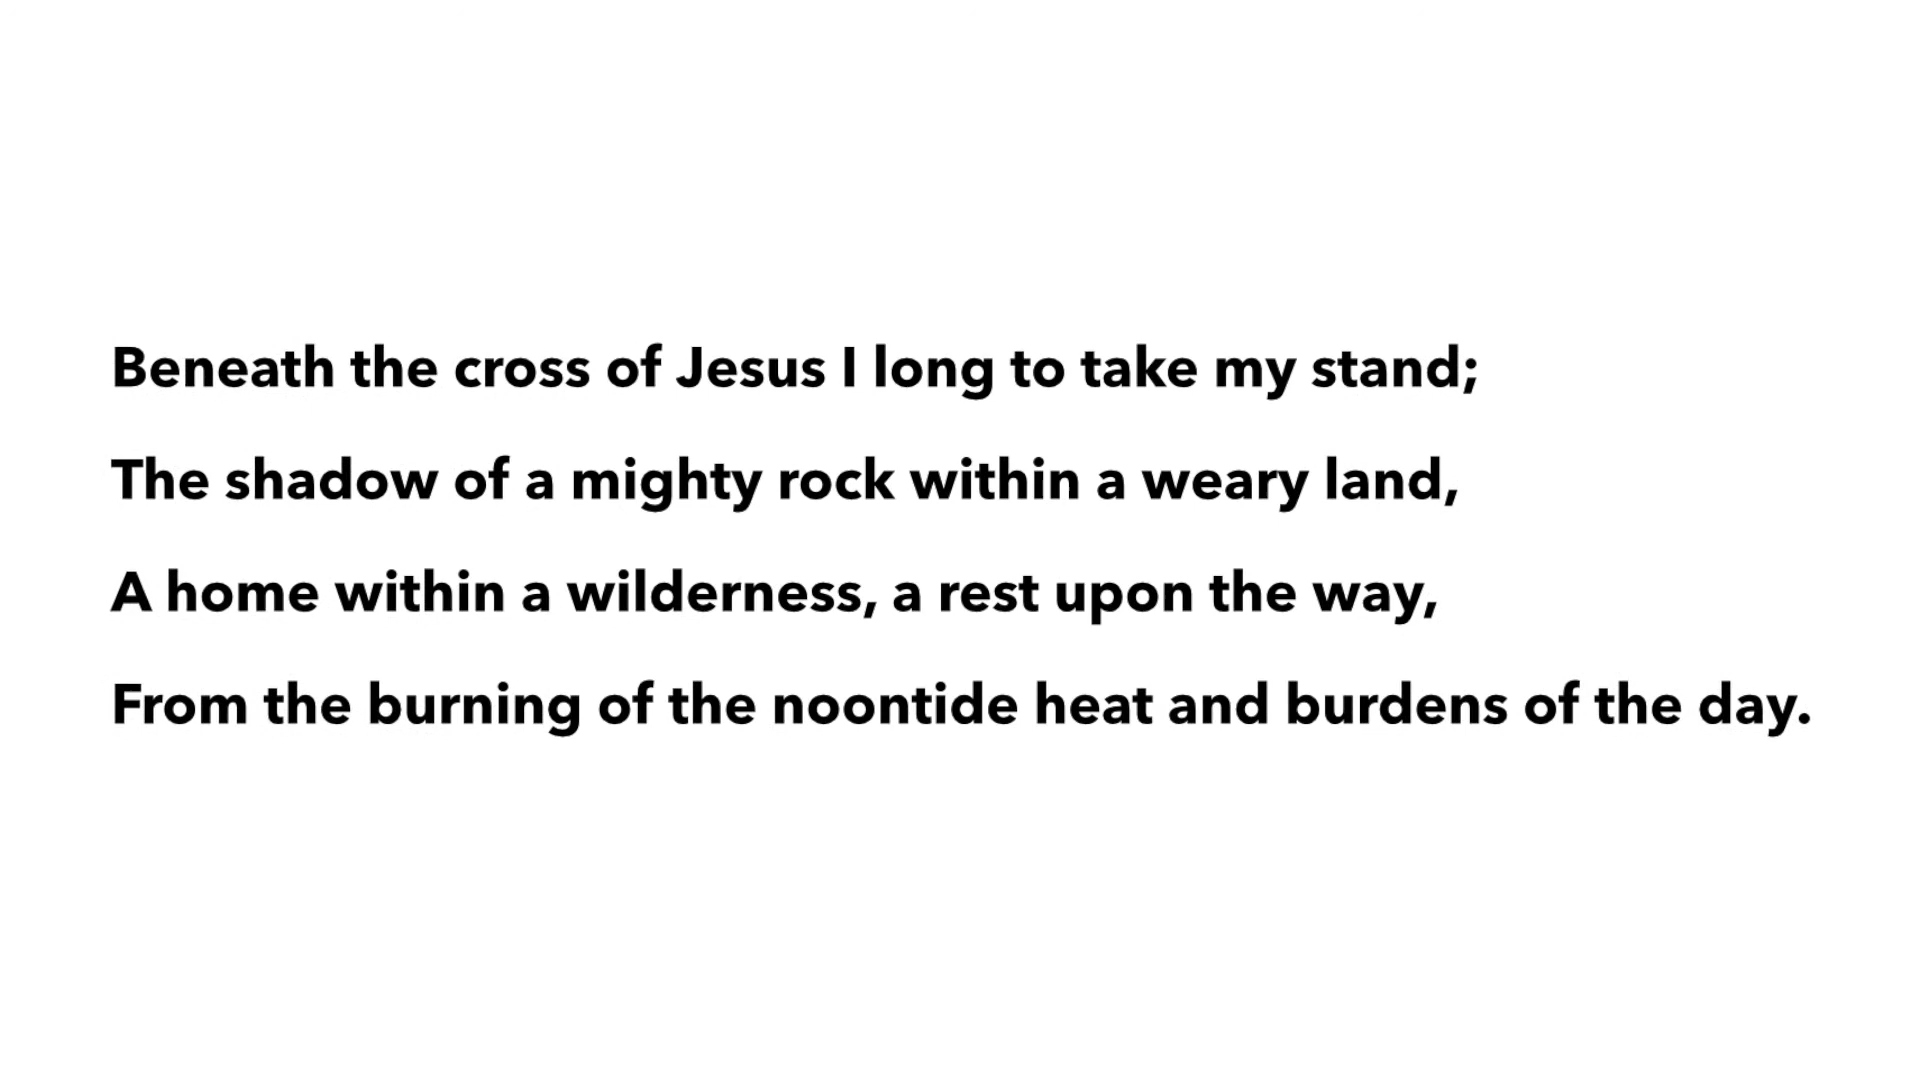 Beneath the cross of Jesus I long to take my stand;
The shadow of a mighty rock within a weary land,
A home within a wilderness, a rest upon the way,
From the burning of the noontide heat and burdens of the day.